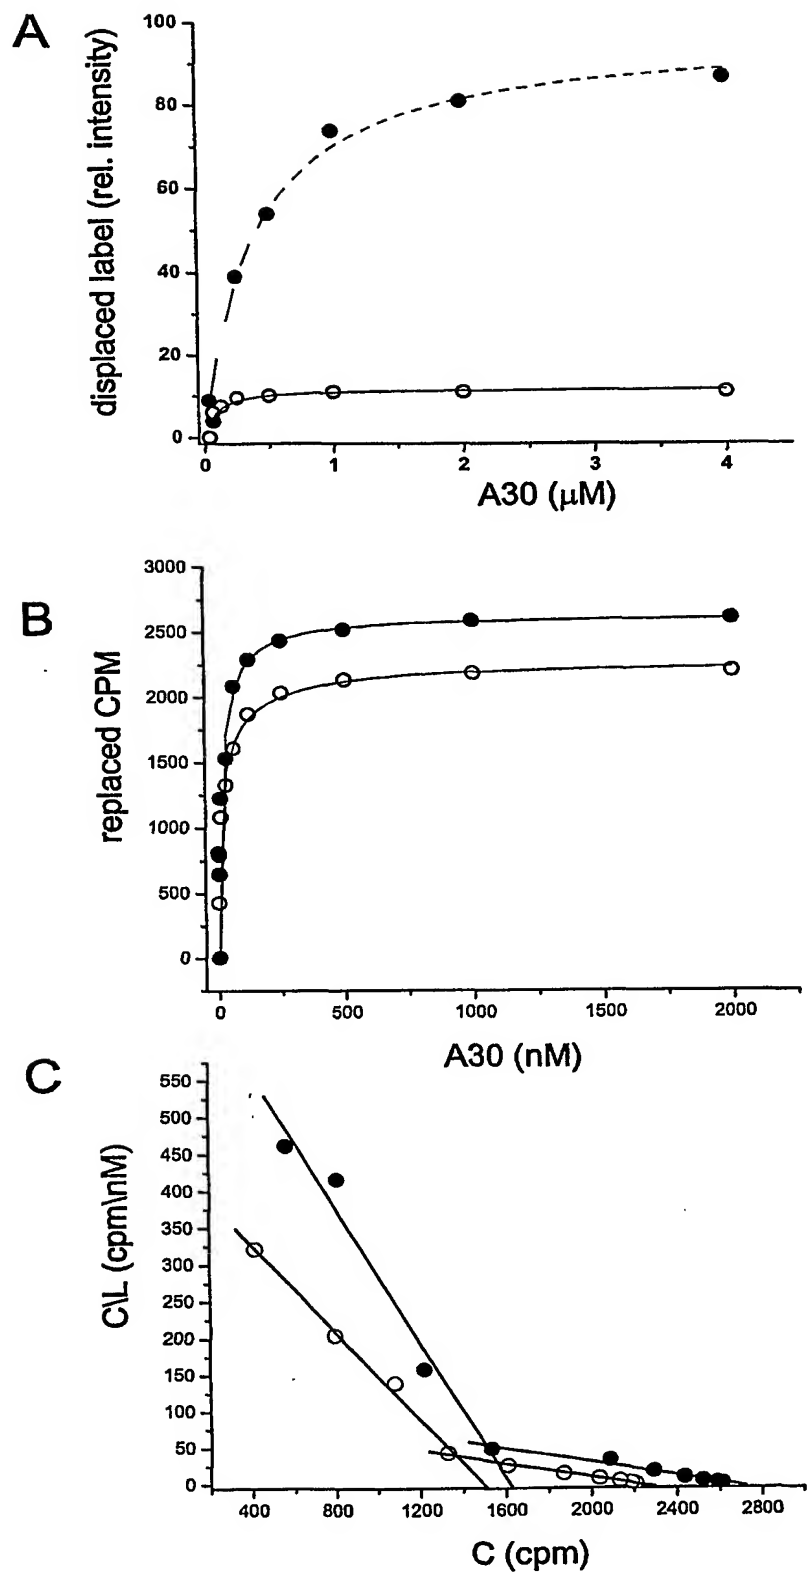 A
displaced label (rel. intensity)
100
80
60
40
20
0
0 1 2 3 4
A30 (μM)
B
replaced CPM
3000
2500
2000
1500
1000
500
0
0 500 1000 1500 2000
A30 (nM)
C
C\L (cpm\nM)
550
500
450
400
350
300
250
200
150
100
50
0
400 800 1200 1600 2000 2400 2800
C (cpm)